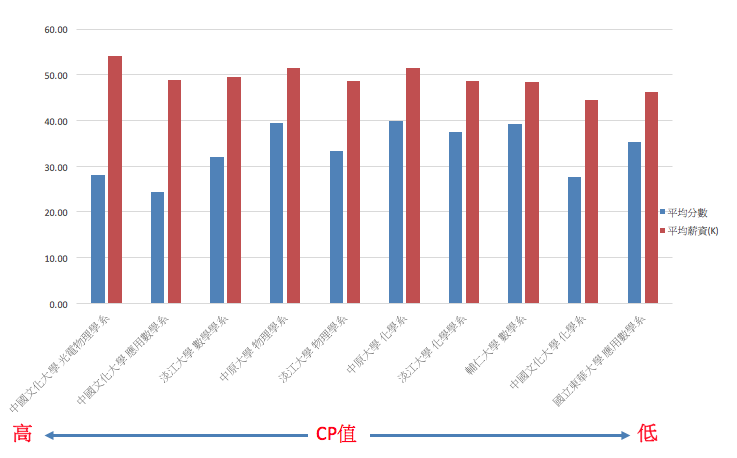 60.00
50.00
40.00
30.00
20.00
10.00
0.00
平均分數
平均薪資(K)
中國文化大學 光電物理學系
中國文化大學 應用數學系
淡江大學 數學學系
中原大學 物理學系
淡江大學 物理學系
中原大學 化學系
淡江大學 化學學系
輔仁大學 數學系
中國文化大學 化學系
國立東華大學 應用數學系
高 CP值 低